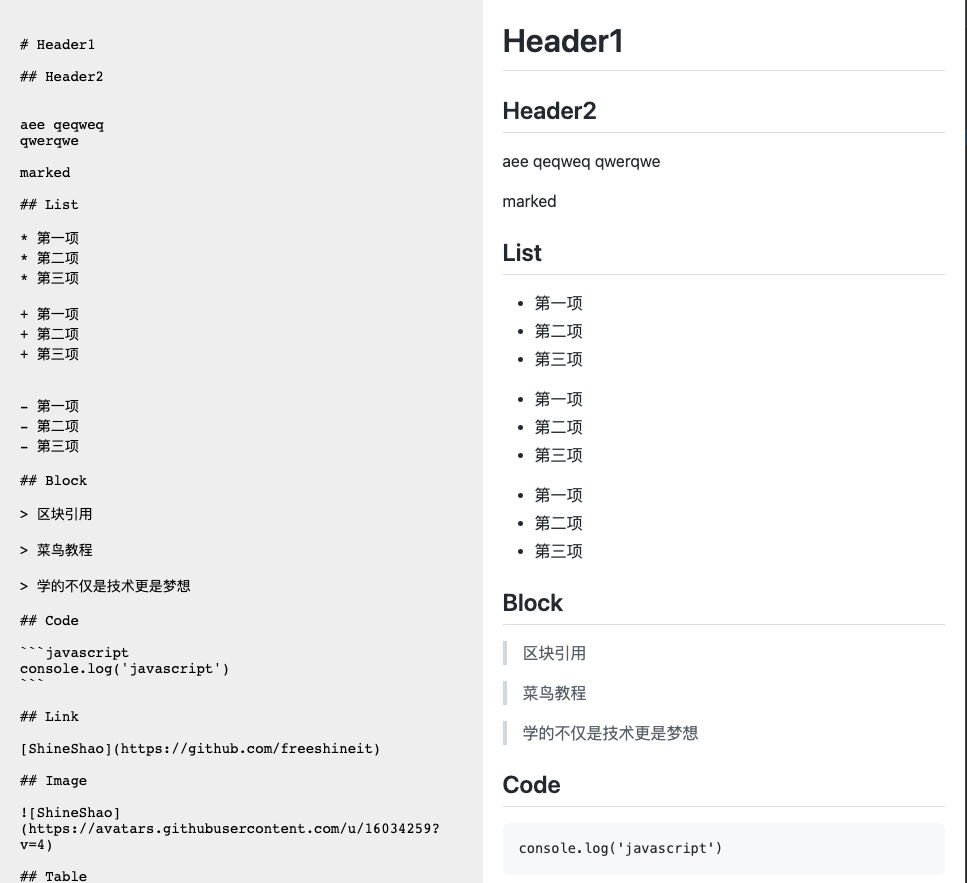 # Header1
## Header2
aee qeqweq
qwerqwe
marked
## List
* 第一项
* 第二项
* 第三项
+ 第一项
+ 第二项
+ 第三项
- 第一项
- 第二项
- 第三项
## Block
> 区块引用
> 菜鸟教程
> 学的不仅是技术更是梦想
## Code
```javascript
console.log('javascript')
```
## Link
[ShineShao](https://github.com/freeshineit)
## Image
![ShineShao]
(https://avatars.githubusercontent.com/u/16034259?
v=4)
## Table
Header1
Header2
aee qeqweq qwerqwe
marked
List
• 第一项
• 第二项
• 第三项
• 第一项
• 第二项
• 第三项
• 第一项
• 第二项
• 第三项
Block
区块引用
菜鸟教程
学的不仅是技术更是梦想
Code
console.log('javascript')